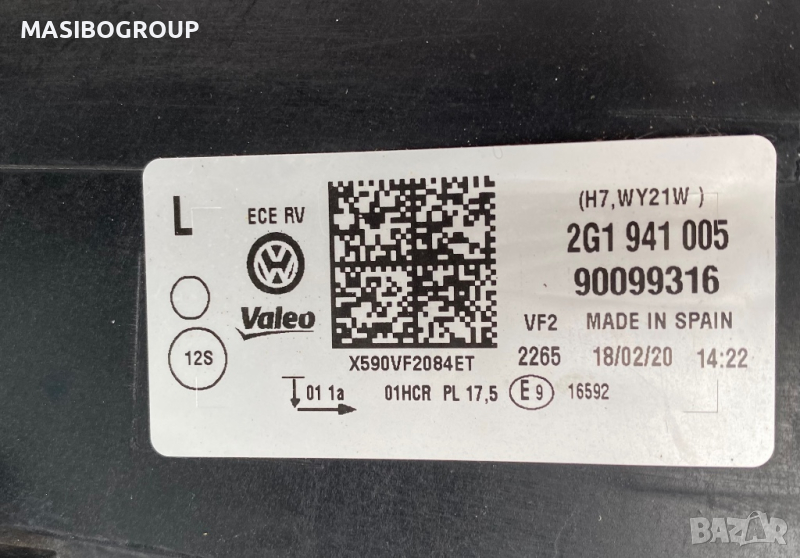 MASIBOGROUP
L
ECE RV
Valeo
12S
X590VF2084ET
(H7,WY21W )
2G1 941 005
90099316
VF2 MADE IN SPAIN
2265 18/02/20 14:22
01 1a 01HCR PL 17,5 E9 16592
BAZAR